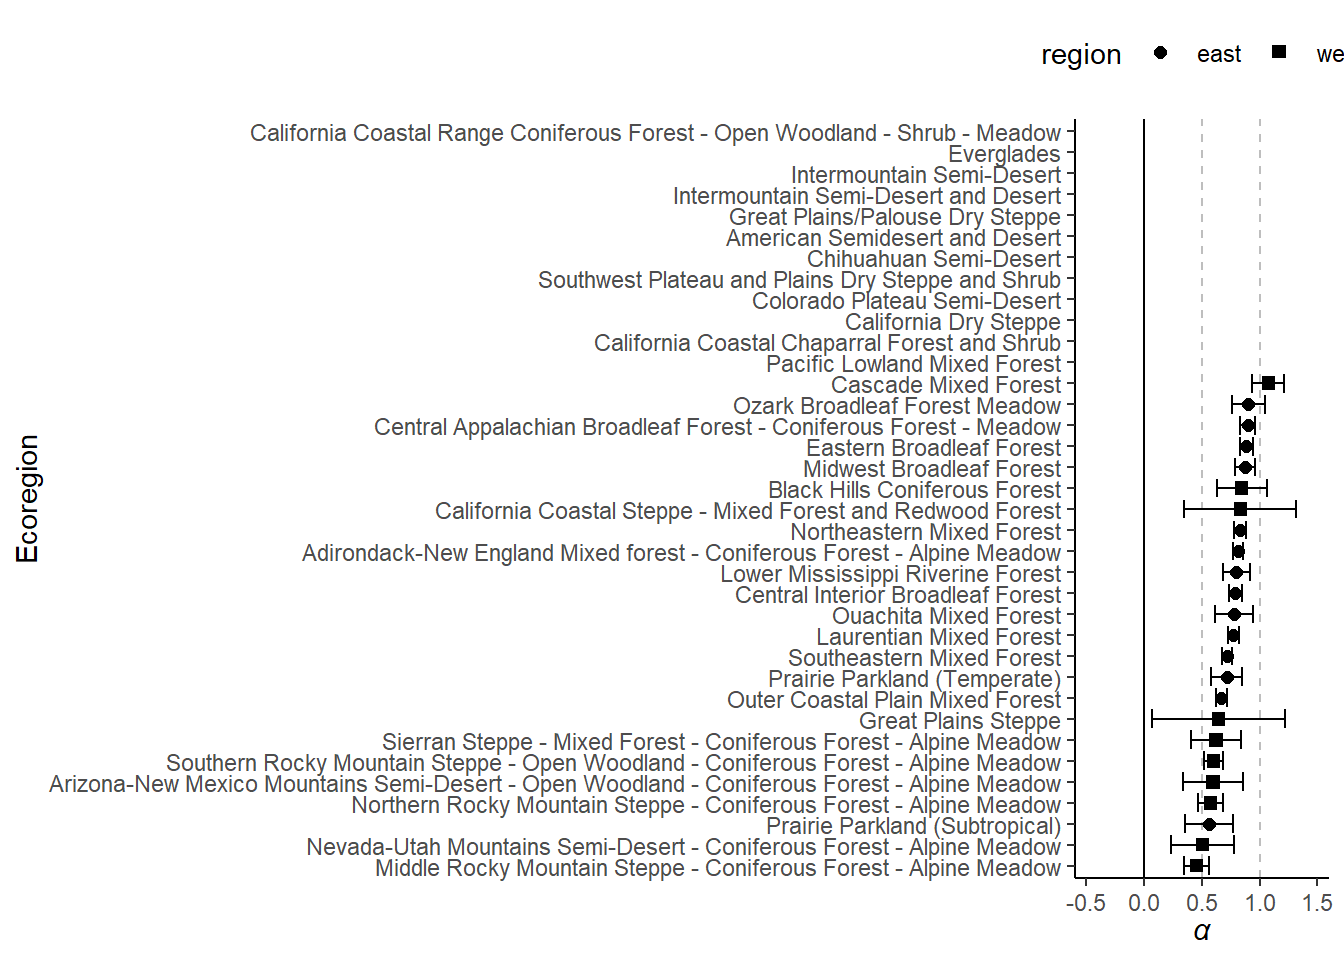 region east we
California Coastal Range Coniferous Forest - Open Woodland - Shrub - Meadow
Everglades
Intermountain Semi-Desert
Intermountain Semi-Desert and Desert
Great Plains/Palouse Dry Steppe
American Semidesert and Desert
Chihuahuan Semi-Desert
Southwest Plateau and Plains Dry Steppe and Shrub
Colorado Plateau Semi-Desert
California Dry Steppe
California Coastal Chaparral Forest and Shrub
Pacific Lowland Mixed Forest
Cascade Mixed Forest
Ozark Broadleaf Forest Meadow
Central Appalachian Broadleaf Forest - Coniferous Forest - Meadow
Eastern Broadleaf Forest
Midwest Broadleaf Forest
Black Hills Coniferous Forest
California Coastal Steppe - Mixed Forest and Redwood Forest
Northeastern Mixed Forest
Adirondack-New England Mixed forest - Coniferous Forest - Alpine Meadow
Lower Mississippi Riverine Forest
Central Interior Broadleaf Forest
Ouachita Mixed Forest
Laurentian Mixed Forest
Southeastern Mixed Forest
Prairie Parkland (Temperate)
Outer Coastal Plain Mixed Forest
Great Plains Steppe
Sierran Steppe - Mixed Forest - Coniferous Forest - Alpine Meadow
Southern Rocky Mountain Steppe - Open Woodland - Coniferous Forest - Alpine Meadow
Arizona-New Mexico Mountains Semi-Desert - Open Woodland - Coniferous Forest - Alpine Meadow
Northern Rocky Mountain Steppe - Coniferous Forest - Alpine Meadow
Prairie Parkland (Subtropical)
Nevada-Utah Mountains Semi-Desert - Coniferous Forest - Alpine Meadow
Middle Rocky Mountain Steppe - Coniferous Forest - Alpine Meadow
Ecoregion
-0.5 0.0 0.5 1.0 1.5
α